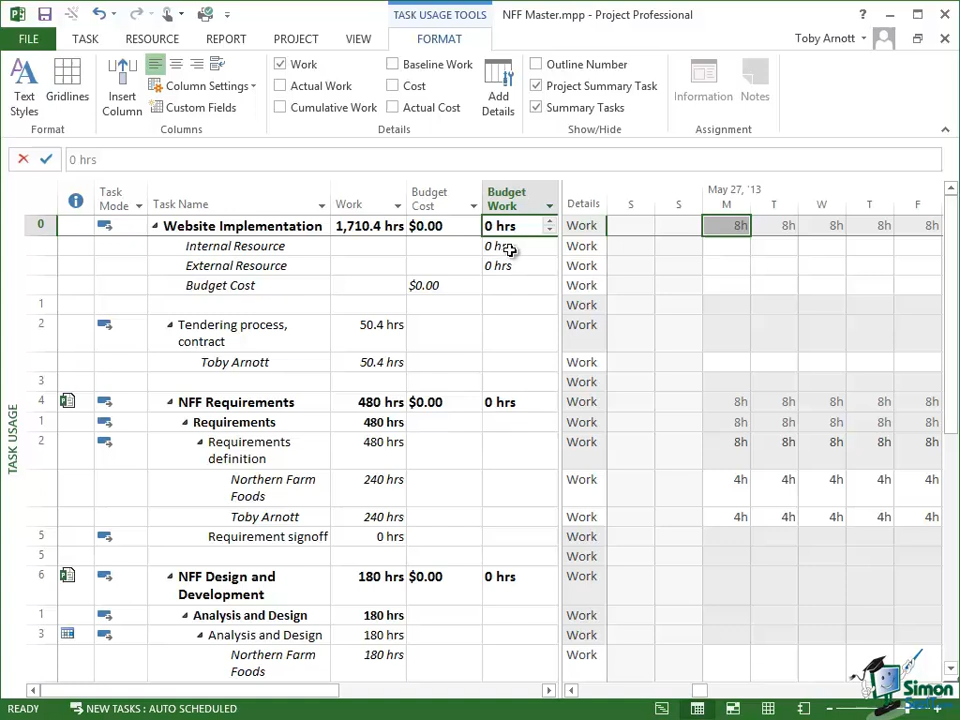 TASK USAGE TOOLS
NFF Master.mpp - Project Professional
FILE
TASK
RESOURCE
REPORT
PROJECT
VIEW
FORMAT
Toby Arnott
Text Styles
Gridlines
Format
Insert Column
Column Settings
Custom Fields
Columns
Work
Actual Work
Cumulative Work
Baseline Work
Cost
Actual Cost
Add Details
Details
Outline Number
Project Summary Task
Summary Tasks
Show/Hide
Information
Notes
Assignment
0 hrs
Task Mode
Task Name
Work
Budget Cost
Budget Work
Details
May 27, '13
S S M T W T F
0 Website Implementation 1,710.4 hrs $0.00 0 hrs Work 8h 8h 8h 8h 8h
Internal Resource 0 hrs Work
External Resource 0 hrs Work
Budget Cost $0.00 Work
1 Work
2 Tendering process, contract 50.4 hrs Work
Toby Arnott 50.4 hrs Work
3 Work
4 NFF Requirements 480 hrs $0.00 0 hrs Work 8h 8h 8h 8h 8h
1 Requirements 480 hrs Work 8h 8h 8h 8h 8h
2 Requirements definition 480 hrs Work 8h 8h 8h 8h 8h
Northern Farm Foods 240 hrs Work 4h 4h 4h 4h 4h
Toby Arnott 240 hrs Work 4h 4h 4h 4h 4h
5 Requirement signoff 0 hrs Work
5 Work
6 NFF Design and Development 180 hrs $0.00 0 hrs Work
1 Analysis and Design 180 hrs Work
3 Analysis and Design 180 hrs Work
Northern Farm Foods 180 hrs Work
TASK USAGE
READY
NEW TASKS : AUTO SCHEDULED
Simon